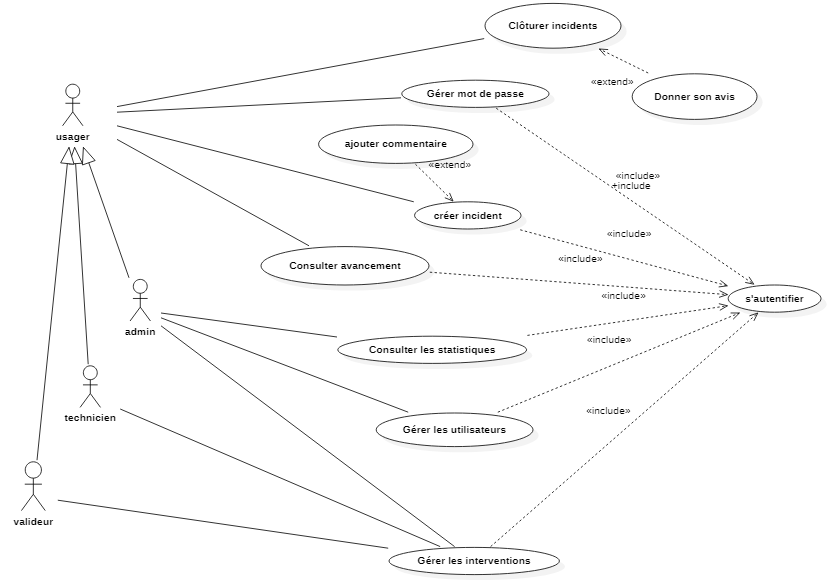 Clôturer incidents
«extend»
Donner son avis
Gérer mot de passe
usager
ajouter commentaire
«extend»
«include»
+include
créer incident
«include»
«include»
Consulter avancement
«include»
s'autentifier
admin
«include»
Consulter les statistiques
technicien
«include»
Gérer les utilisateurs
valideur
Gérer les interventions